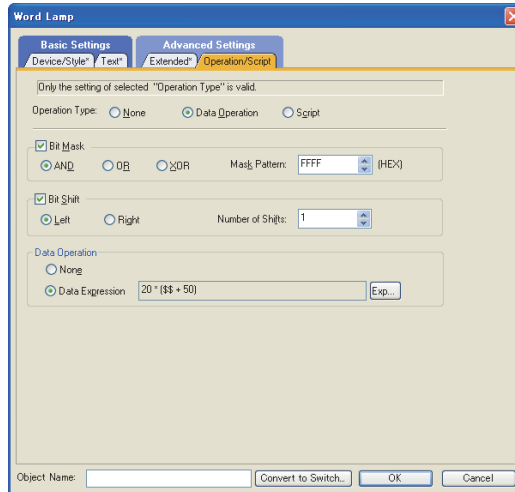 Word Lamp
Basic Settings Advanced Settings
Device/Style* Text* Extended* Operation/Script
Only the setting of selected "Operation Type" is valid.
Operation Type: None Data Operation Script
Bit Mask
AND OR XOR Mask Pattern: FFFF (HEX)
Bit Shift
Left Right Number of Shifts: 1
Data Operation
None
Data Expression 20 * ($$ + 50) Exp...
Object Name: Convert to Switch... OK Cancel